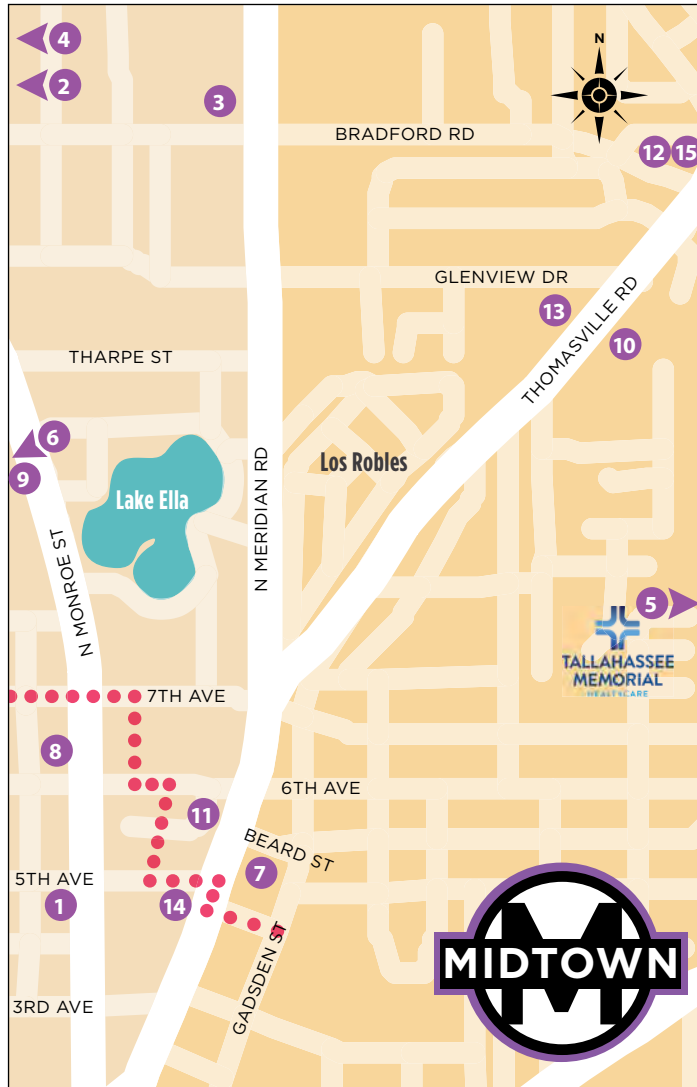 4
N
2
3
BRADFORD RD
12 15
GLENVIEW DR
13
THOMASVILLE RD
10
THARPE ST
6
9
Los Robles
Lake Ella
N MERIDIAN RD
N MONROE ST
5
TALLAHASSEE
MEMORIAL
HEALTHCARE
7TH AVE
8
6TH AVE
11
BEARD ST
7
5TH AVE
1
14
GADSDEN ST
M
MIDTOWN
3RD AVE